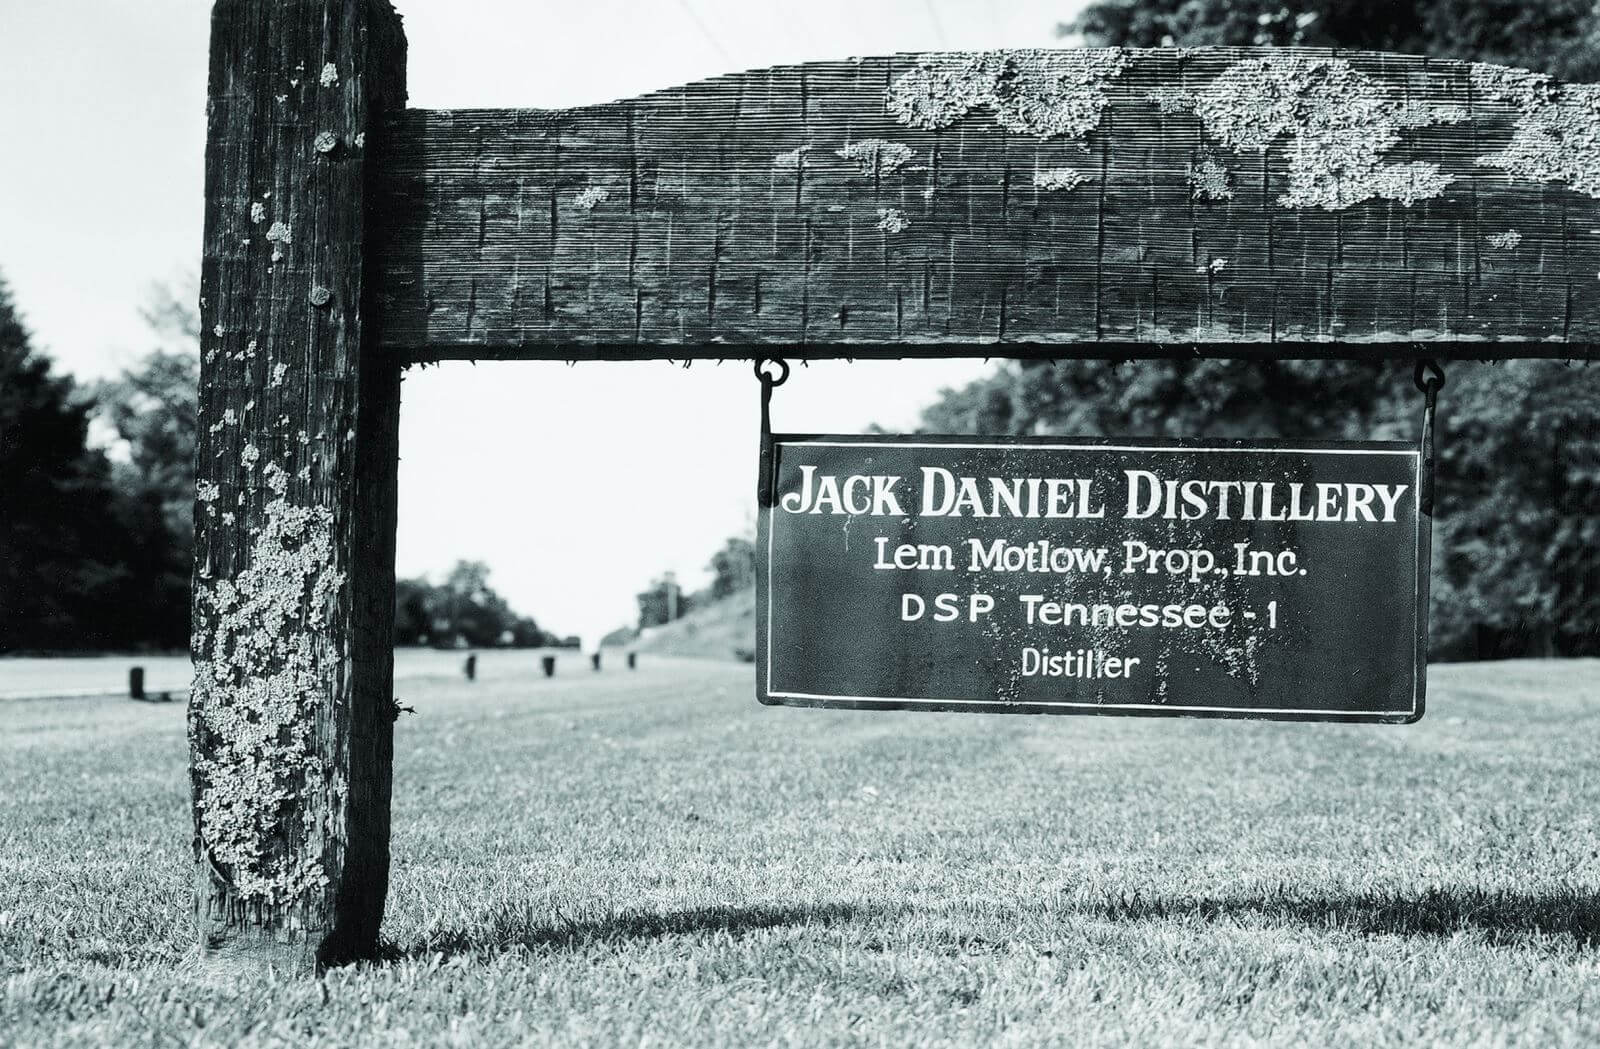 JACK DANIEL DISTILLERY
Lem Motlow, Prop., Inc.
DSP Tennessee - 1
Distiller